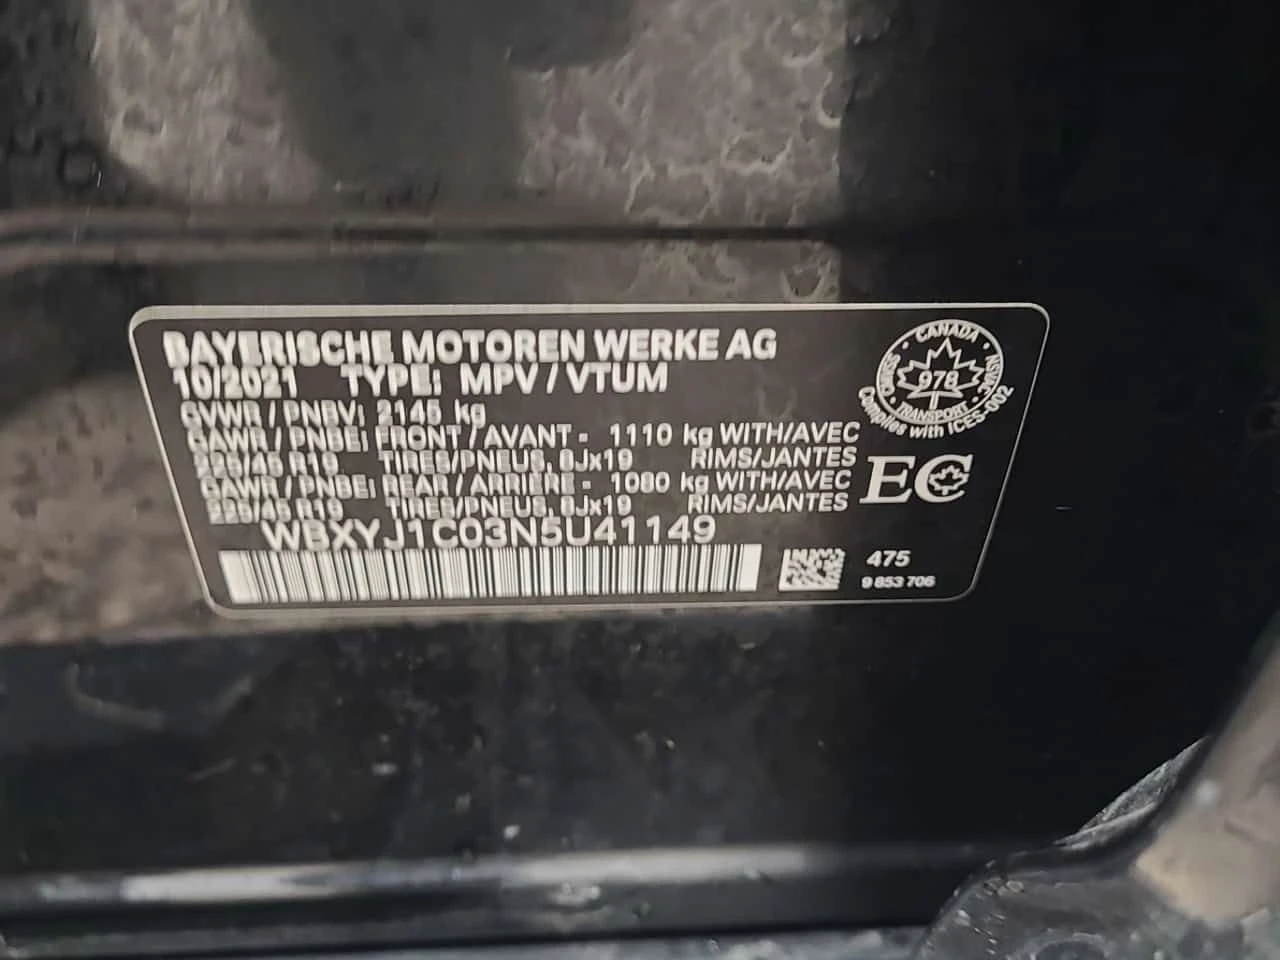 BAYERISCHE MOTOREN WERKE AG
10/2021 TYPE: MPV / VTUM
GVWR / PNBV: 2145 kg
GAWR / PNBE: FRONT / AVANT - 1110 kg WITH/AVEC
225/45 R19 TIRES/PNEUS, 8Jx19 RIMS/JANTES
GAWR / PNBE: REAR / ARRIÈRE - 1080 kg WITH/AVEC
225/45 R19 TIRES/PNEUS, 8Jx19 RIMS/JANTES
WBXYJ1C03N5U41149
CANADA
978
TRANSPORT
Complies with ICES-002
EC
475
9 853 706